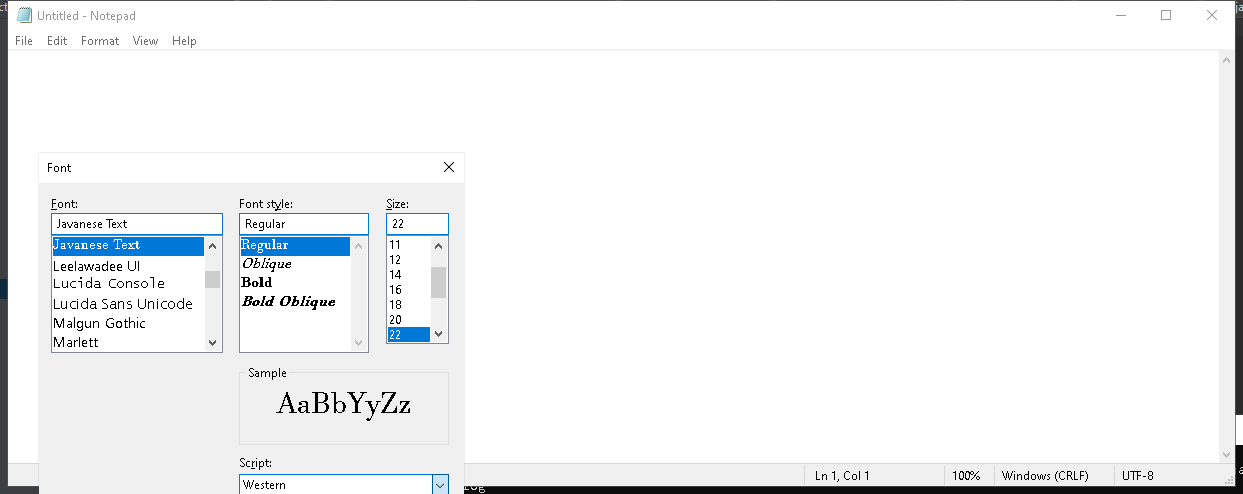 Untitled - Notepad
File Edit Format View Help
Font
Font: Font style: Size:
Javanese Text Regular 22
Javanese Text Regular 11
Leelawadee UI Oblique 12
Lucida Console Bold 14
Lucida Sans Unicode Bold Oblique 16
Malgun Gothic 18
Marlett 20
22
Sample
AaBbYyZz
Script:
Western
Ln 1, Col 1 100% Windows (CRLF) UTF-8